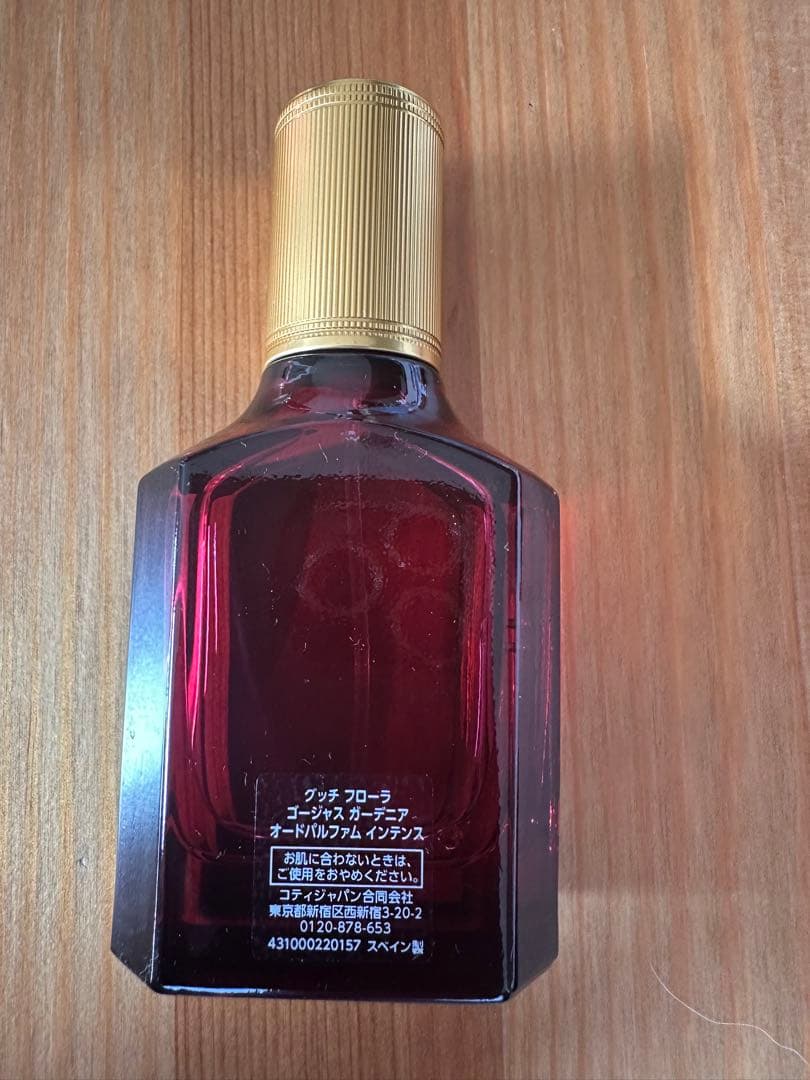 グッチ フローラ
ゴージャス ガーデニア
オードパルファム インテンス
お肌に合わないときは、
ご使用をおやめください。
コティジャパン合同会社
東京都新宿区西新宿3-20-2
0120-878-653
431000220157 スペイン製